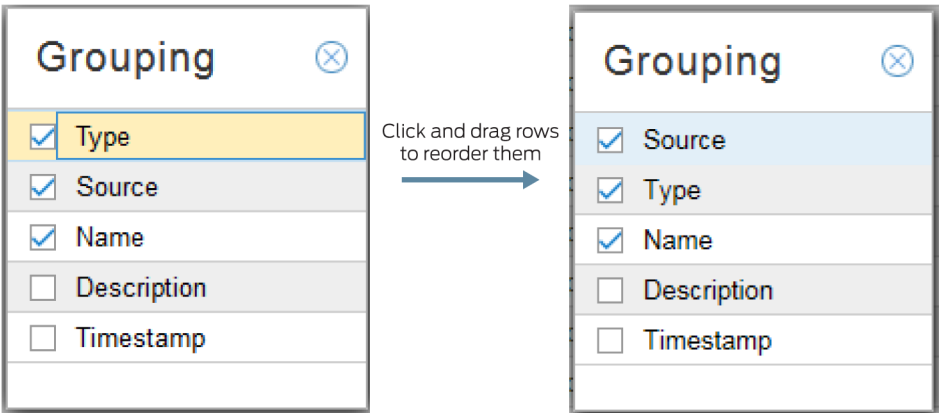 Grouping
Type
Source
Name
Description
Timestamp
Click and drag rows
to reorder them
Grouping
Source
Type
Name
Description
Timestamp